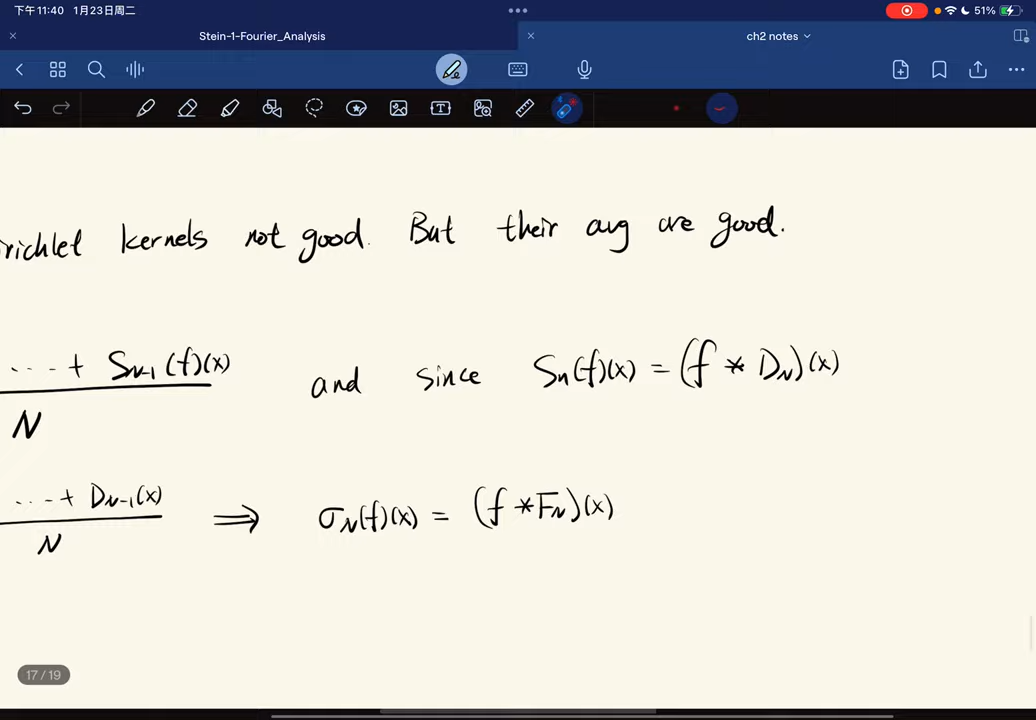 下午11:40 1月23日周二
51%
Stein-1-Fourier_Analysis
ch2 notes
richlet kernels not good. But their avg are good.
... + S_{N-1}(f)(x) / N and since S_n(f)(x) = (f * D_N)(x)
... + D_{N-1}(x) / N ⟹ σ_N(f)(x) = (f * F_N)(x)
17 / 19